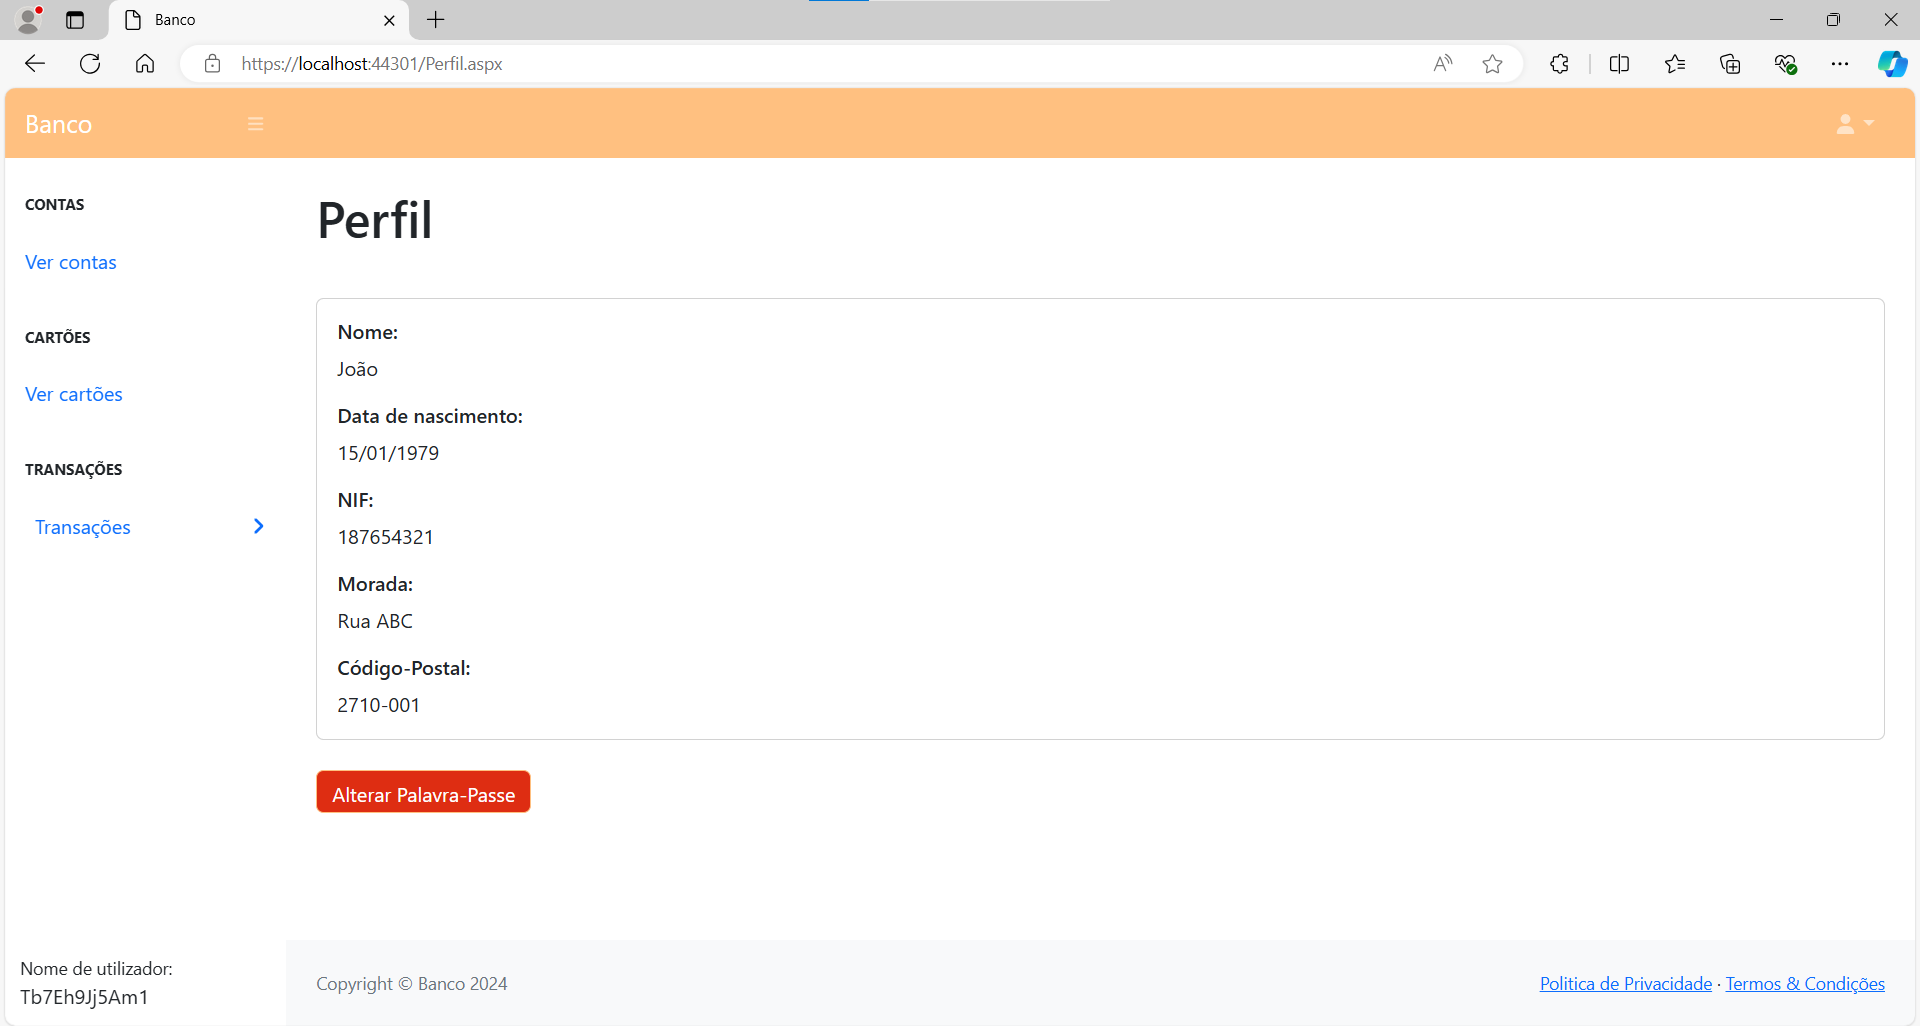 Banco
https://localhost:44301/Perfil.aspx
Banco
CONTAS
Ver contas
CARTÕES
Ver cartões
TRANSAÇÕES
Transações
Nome de utilizador:
Tb7Eh9Jj5Am1
Perfil
Nome:
João
Data de nascimento:
15/01/1979
NIF:
187654321
Morada:
Rua ABC
Código-Postal:
2710-001
Alterar Palavra-Passe
Copyright © Banco 2024
Politica de Privacidade · Termos & Condições